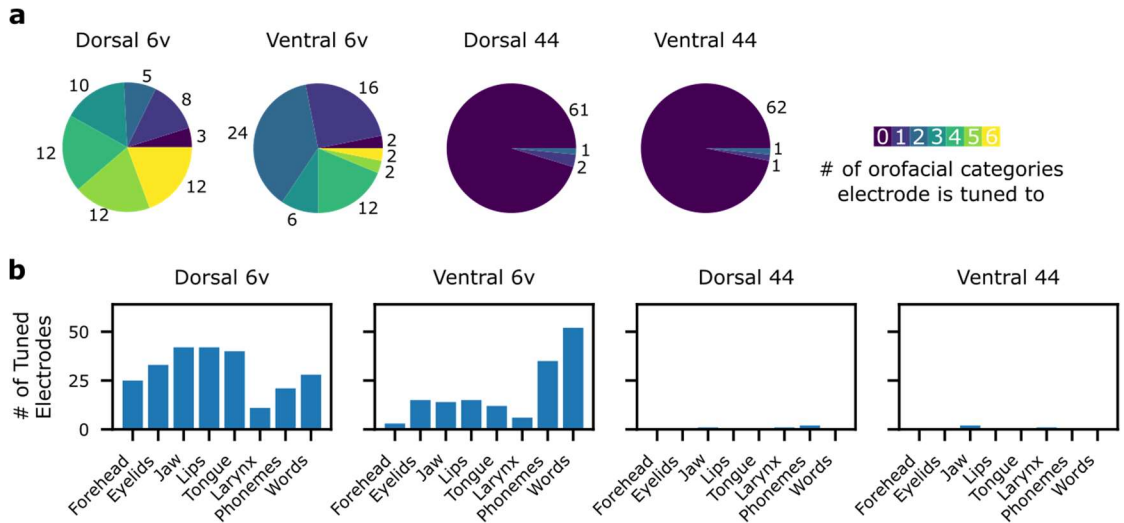 a
Dorsal 6v
Ventral 6v
Dorsal 44
Ventral 44
10
5
8
3
12
12
12
24
16
2
2
2
12
6
61
1
2
62
1
1
0 1 2 3 4 5 6
# of orofacial categories
electrode is tuned to
b
Dorsal 6v
Ventral 6v
Dorsal 44
Ventral 44
# of Tuned
Electrodes
50
25
0
Forehead
Eyelids
Jaw
Lips
Tongue
Larynx
Phonemes
Words
Forehead
Eyelids
Jaw
Lips
Tongue
Larynx
Phonemes
Words
Forehead
Eyelids
Jaw
Lips
Tongue
Larynx
Phonemes
Words
Forehead
Eyelids
Jaw
Lips
Tongue
Larynx
Phonemes
Words